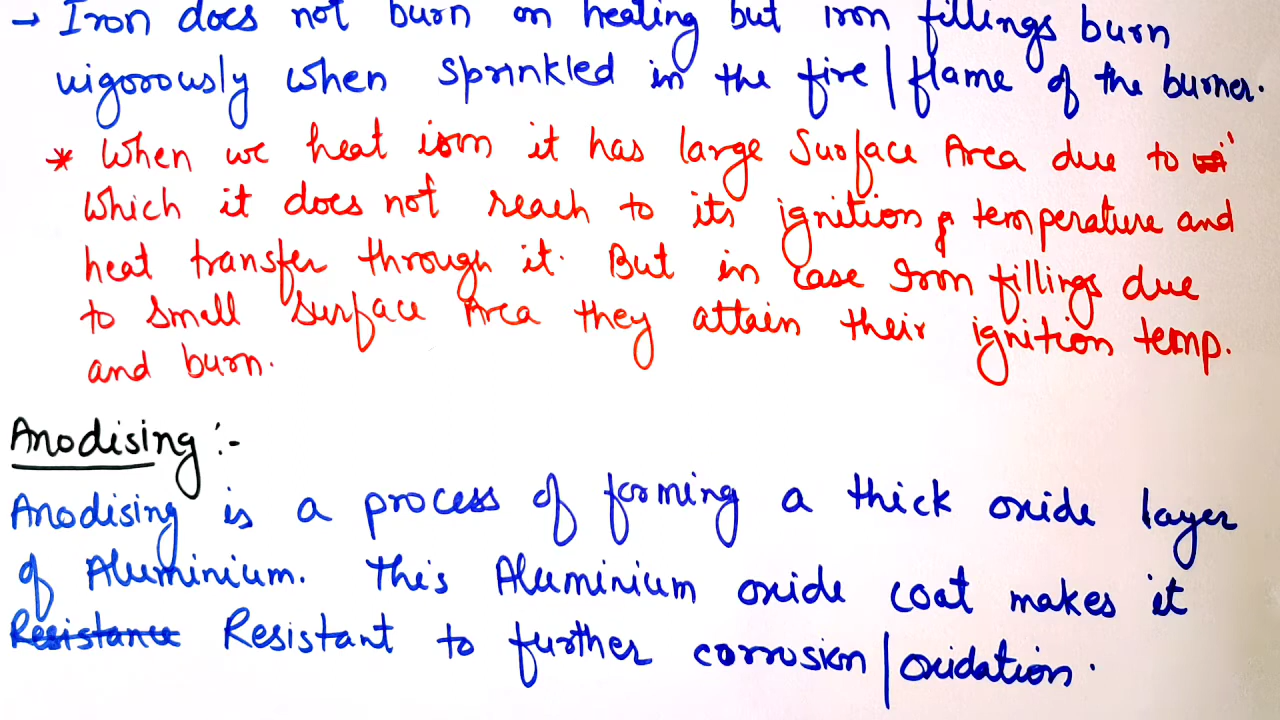 → Iron does not burn on heating but iron fillings burn
vigorously when sprinkled in the fire/flame of the burner.
* When we heat iron it has large Surface Area due to
which it does not reach to its ignition temperature and
heat transfer through it. But in case Iron fillings due
to small surface Area they attain their ignition temp.
and burn.
Anodising :-
Anodising is a process of forming a thick oxide layer
of Aluminium. This Aluminium oxide coat makes it
Resistance Resistant to further corrosion/oxidation.